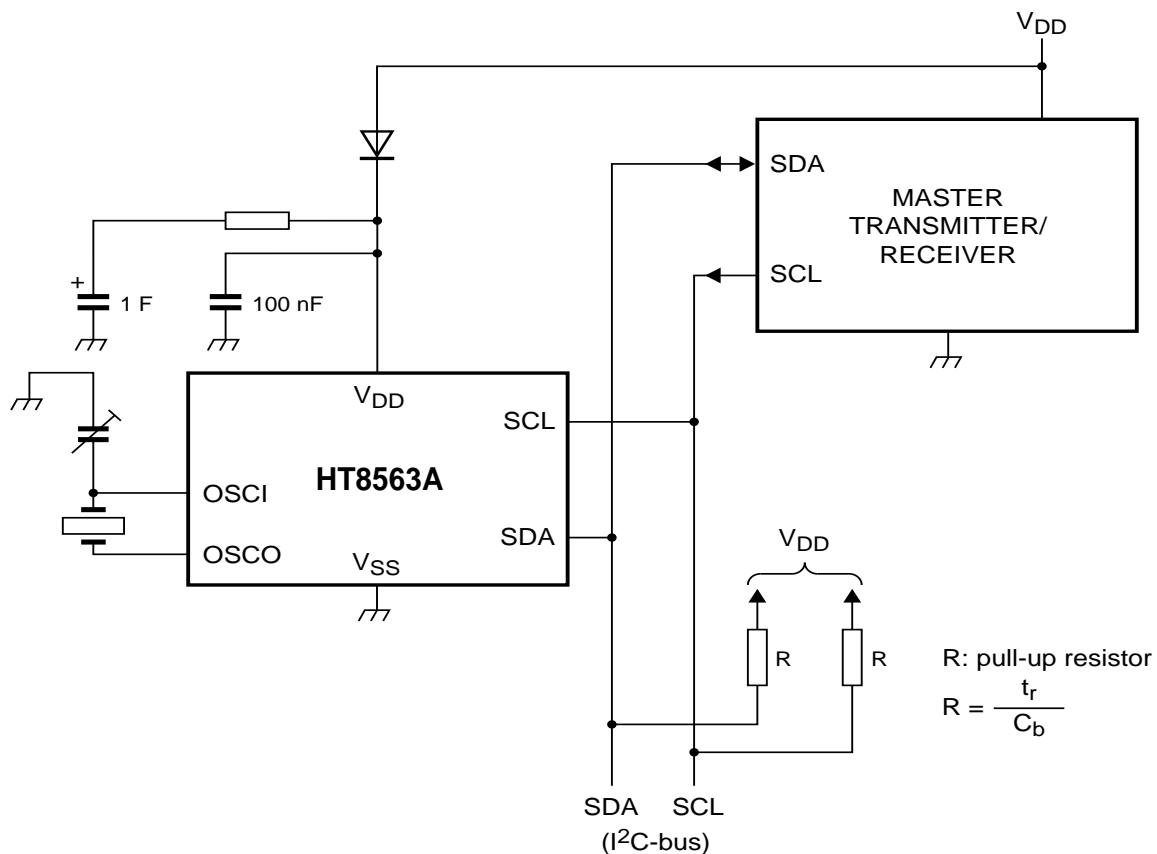 VDD
SDA
MASTER
TRANSMITTER/
RECEIVER
SCL
+
1 F
100 nF
VDD
SCL
HT8563A
OSCI
SDA
OSCO
VSS
VDD
R
R
R: pull-up resistor
R = tr
Cb
SDA SCL
(I2C-bus)